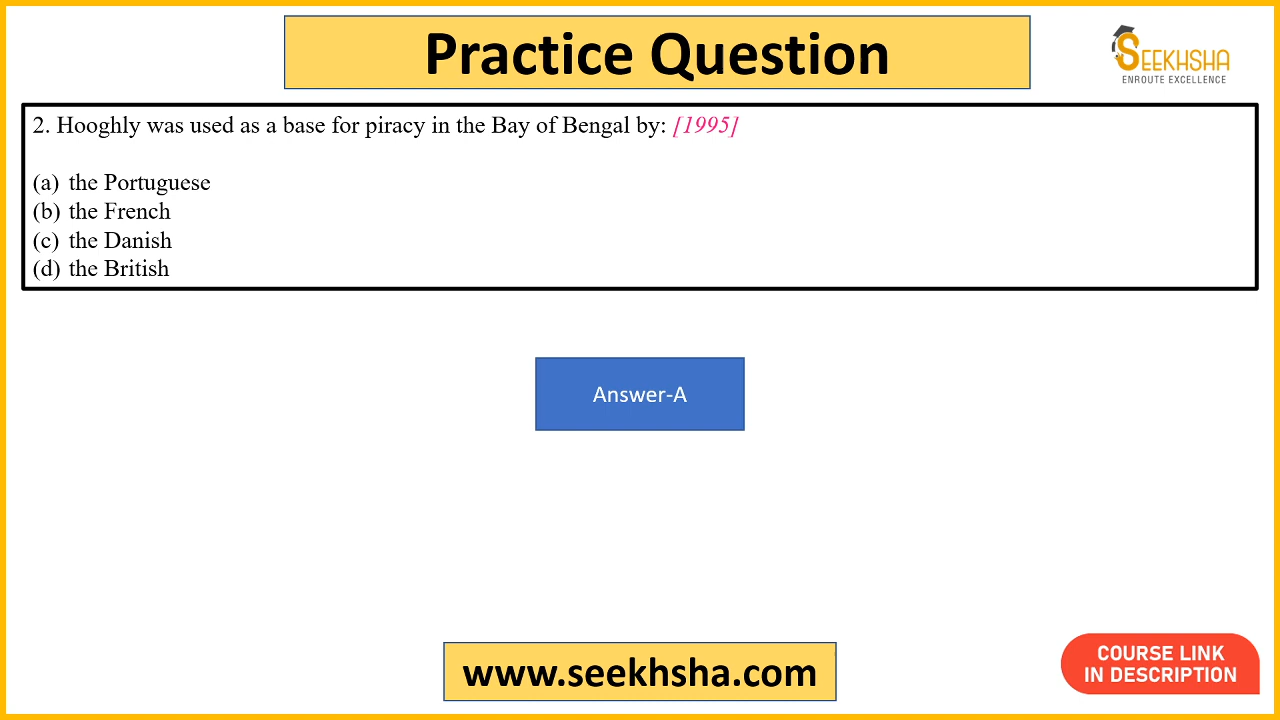 Practice Question
SEEKHSHA
ENROUTE EXCELLENCE
2. Hooghly was used as a base for piracy in the Bay of Bengal by: [1995]
(a) the Portuguese
(b) the French
(c) the Danish
(d) the British
Answer-A
www.seekhsha.com
COURSE LINK
IN DESCRIPTION